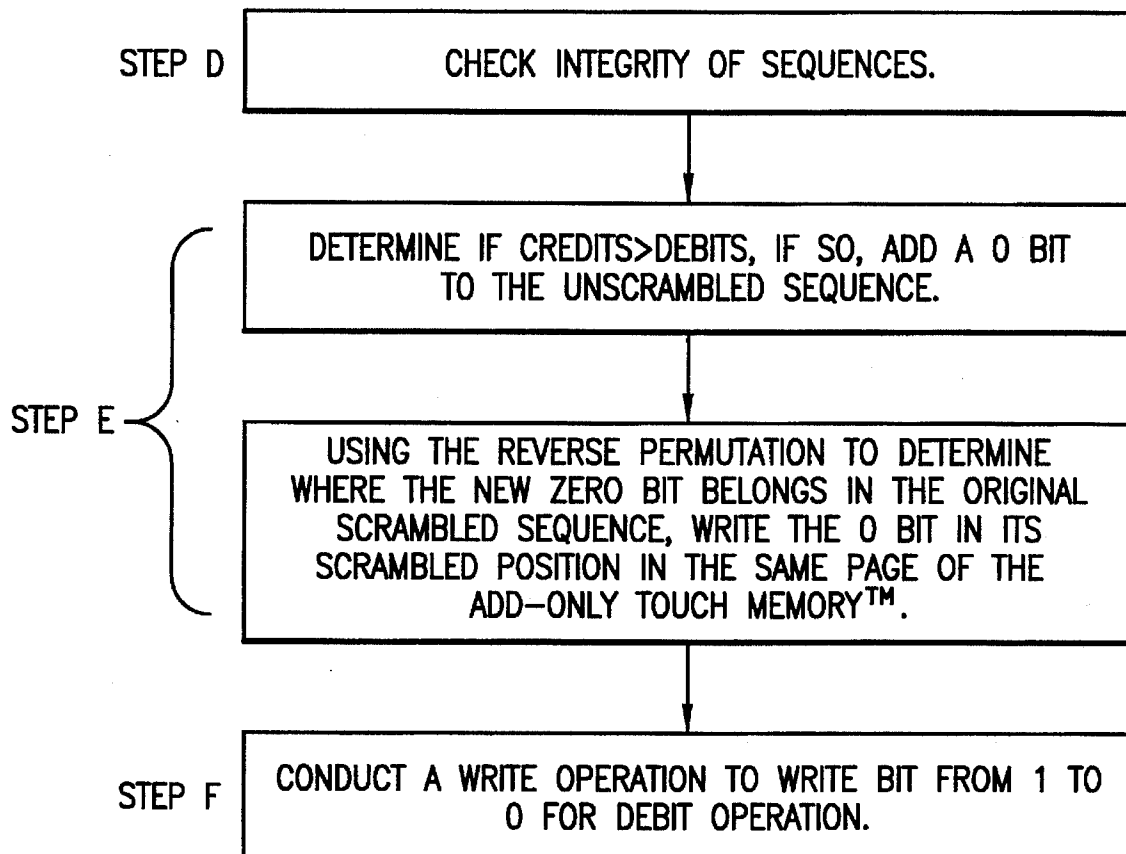 STEP D
CHECK INTEGRITY OF SEQUENCES.
STEP E
DETERMINE IF CREDITS>DEBITS, IF SO, ADD A 0 BIT
TO THE UNSCRAMBLED SEQUENCE.
USING THE REVERSE PERMUTATION TO DETERMINE
WHERE THE NEW ZERO BIT BELONGS IN THE ORIGINAL
SCRAMBLED SEQUENCE, WRITE THE 0 BIT IN ITS
SCRAMBLED POSITION IN THE SAME PAGE OF THE
ADD-ONLY TOUCH MEMORY™.
STEP F
CONDUCT A WRITE OPERATION TO WRITE BIT FROM 1 TO
0 FOR DEBIT OPERATION.